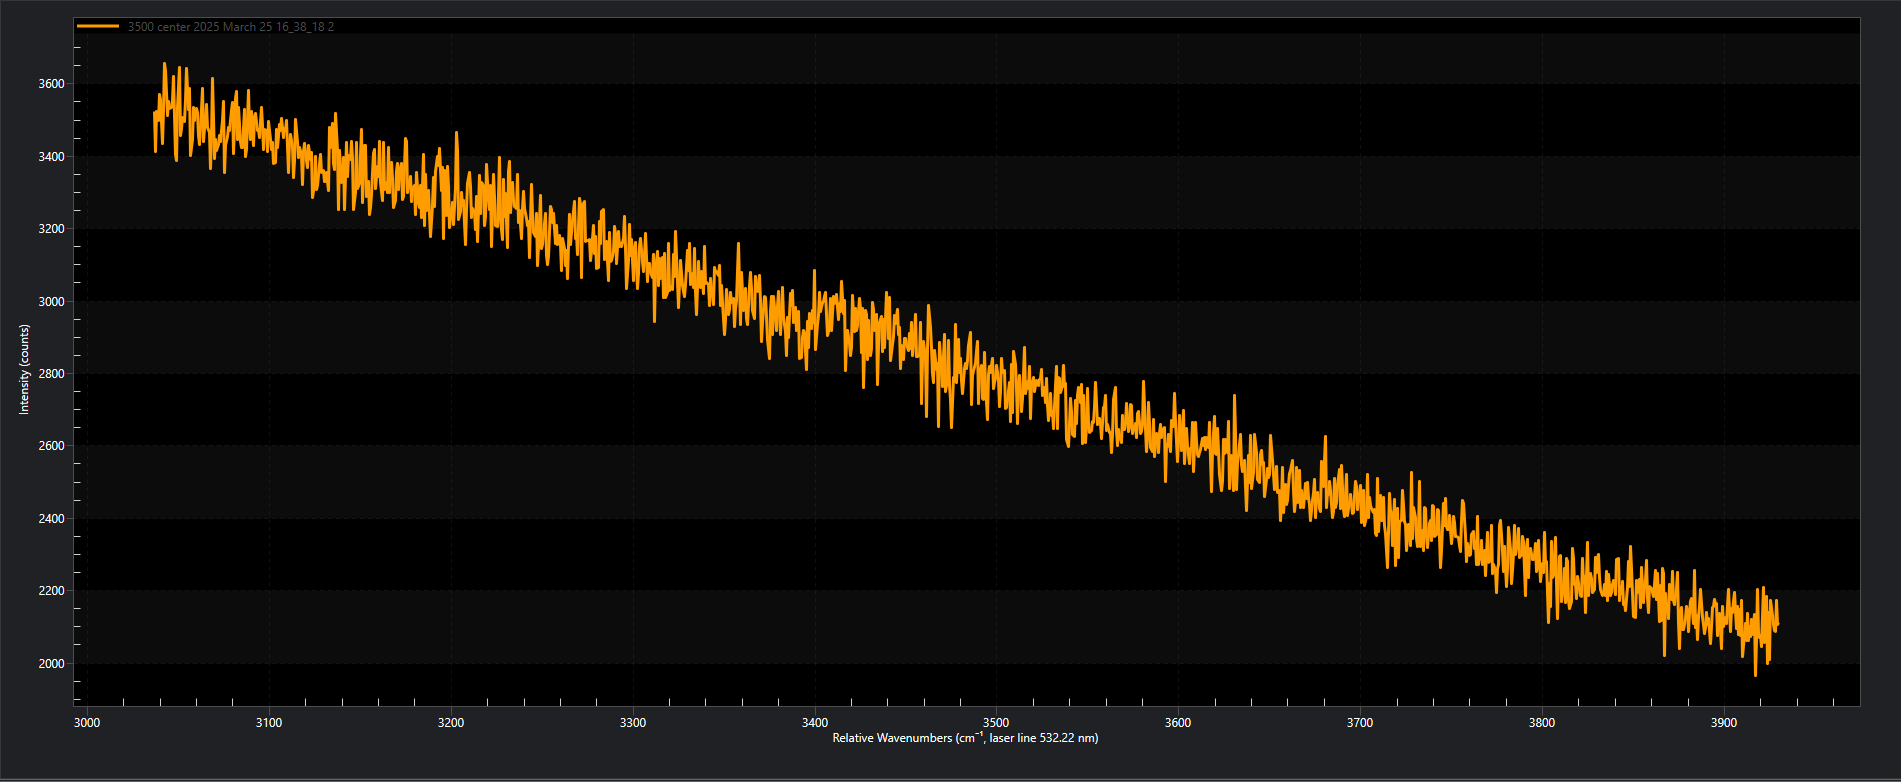 3500 center 2025 March 25 16_38_18 2
3600
3400
3200
3000
2800
2600
2400
2200
2000
Intensity (counts)
3000 3100 3200 3300 3400 3500 3600 3700 3800 3900
Relative Wavenumbers (cm⁻¹, laser line 532.22 nm)